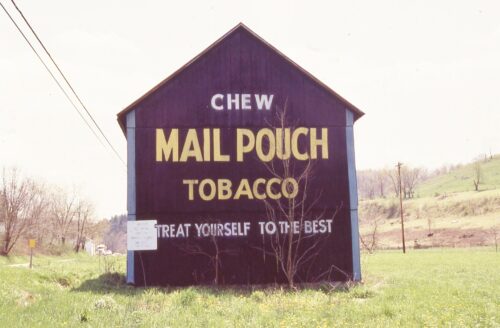 CHEW
MAIL POUCH
TOBACCO
TREAT YOURSELF TO THE BEST